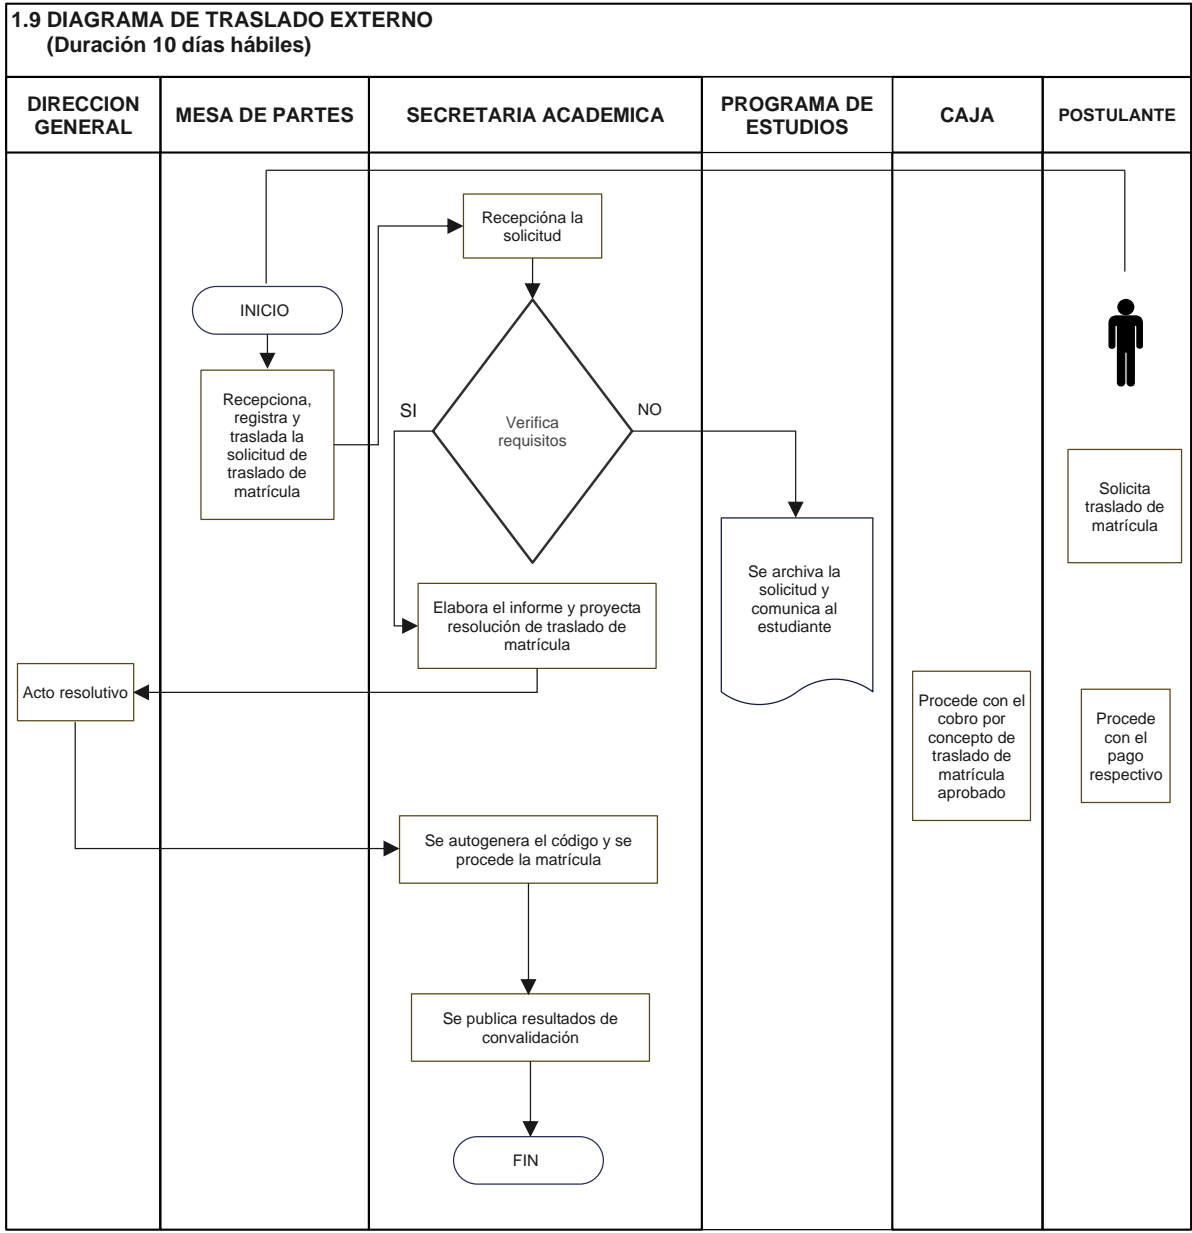 1.9 DIAGRAMA DE TRASLADO EXTERNO
(Duración 10 días hábiles)
DIRECCION
GENERAL
MESA DE PARTES
SECRETARIA ACADEMICA
PROGRAMA DE
ESTUDIOS
CAJA
POSTULANTE
Recepcióna la
solicitud
INICIO
Recepciona,
registra y
traslada la
solicitud de
traslado de
matrícula
SI
Verifica
requisitos
NO
Solicita
traslado de
matrícula
Se archiva la
solicitud y
comunica al
estudiante
Elabora el informe y proyecta
resolución de traslado de
matrícula
Acto resolutivo
Procede con el
cobro por
concepto de
traslado de
matrícula
aprobado
Procede
con el
pago
respectivo
Se autogenera el código y se
procede la matrícula
Se publica resultados de
convalidación
FIN